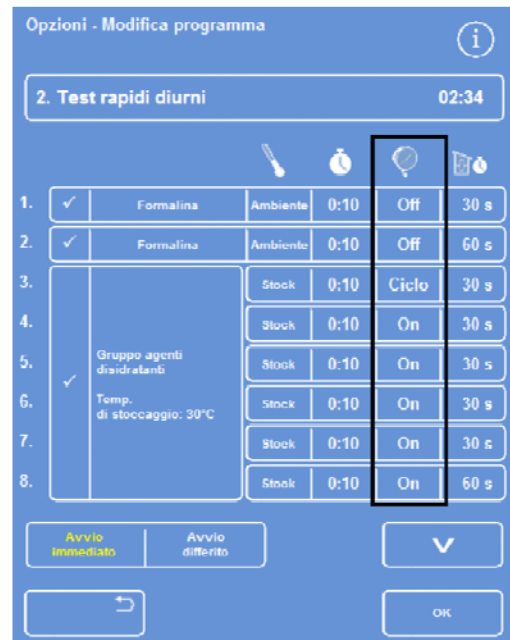 Opzioni - Modifica programma
i
2. Test rapidi diurni 02:34
1. ✓ Formalina Ambiente 0:10 Off 30 s
2. ✓ Formalina Ambiente 0:10 Off 60 s
3. Stock 0:10 Ciclo 30 s
4. Stock 0:10 On 30 s
5. Gruppo agenti disidratanti Stock 0:10 On 30 s
6. ✓ Temp. di stoccaggio: 30°C Stock 0:10 On 30 s
7. Stock 0:10 On 30 s
8. Stock 0:10 On 60 s
Avvio immediato Avvio differito
OK